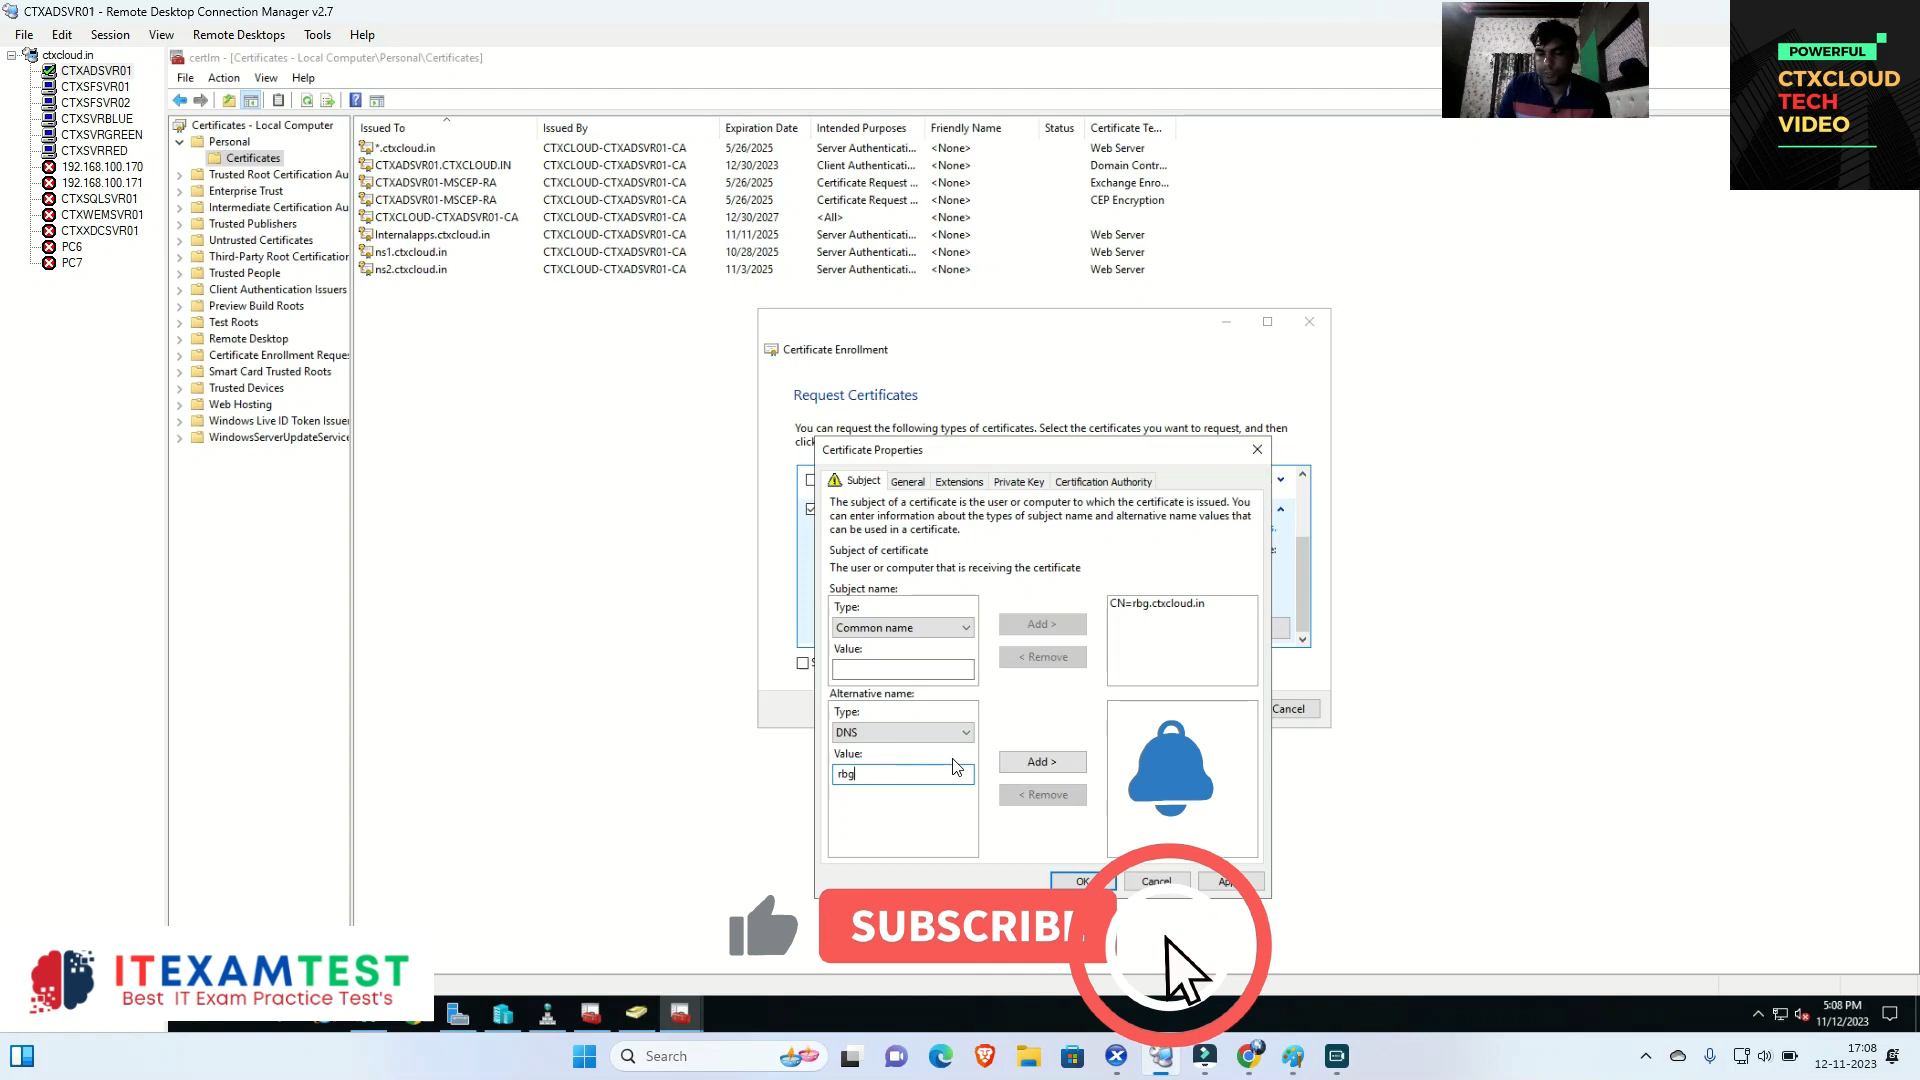 CTXADSVR01 - Remote Desktop Connection Manager v2.7
File Edit Session View Remote Desktops Tools Help
ctxcloud.in
CTXADSVR01
CTXSFSVR01
CTXSFSVR02
CTXSVRBLUE
CTXSVRGREEN
CTXSVRRED
192.168.100.170
192.168.100.171
CTXSQLSVR01
CTXWEMSVR01
CTXXDCSVR01
PC6
PC7
certlm - [Certificates - Local Computer\Personal\Certificates]
File Action View Help
Certificates - Local Computer
Personal
Certificates
Trusted Root Certification Au
Enterprise Trust
Intermediate Certification Au
Trusted Publishers
Untrusted Certificates
Third-Party Root Certification
Trusted People
Client Authentication Issuers
Preview Build Roots
Test Roots
Remote Desktop
Certificate Enrollment Reques
Smart Card Trusted Roots
Trusted Devices
Web Hosting
Windows Live ID Token Issuer
WindowsServerUpdateService
Issued To Issued By Expiration Date Intended Purposes Friendly Name Status Certificate Te...
*.ctxcloud.in CTXCLOUD-CTXADSVR01-CA 5/26/2025 Server Authenticati... <None> Web Server
CTXADSVR01.CTXCLOUD.IN CTXCLOUD-CTXADSVR01-CA 12/30/2023 Client Authenticati... <None> Domain Contr...
CTXADSVR01-MSCEP-RA CTXCLOUD-CTXADSVR01-CA 5/26/2025 Certificate Request ... <None> Exchange Enro...
CTXADSVR01-MSCEP-RA CTXCLOUD-CTXADSVR01-CA 5/26/2025 Certificate Request ... <None> CEP Encryption
CTXCLOUD-CTXADSVR01-CA CTXCLOUD-CTXADSVR01-CA 12/30/2027 <All> <None>
Internalapps.ctxcloud.in CTXCLOUD-CTXADSVR01-CA 11/11/2025 Server Authenticati... <None> Web Server
ns1.ctxcloud.in CTXCLOUD-CTXADSVR01-CA 10/28/2025 Server Authenticati... <None> Web Server
ns2.ctxcloud.in CTXCLOUD-CTXADSVR01-CA 11/3/2025 Server Authenticati... <None> Web Server
POWERFUL
CTXCLOUD
TECH
VIDEO
Certificate Enrollment
Request Certificates
You can request the following types of certificates. Select the certificates you want to request, and then
clic
Cancel
Certificate Properties
Subject General Extensions Private Key Certification Authority
The subject of a certificate is the user or computer to which the certificate is issued. You
can enter information about the types of subject name and alternative name values that
can be used in a certificate.
Subject of certificate
The user or computer that is receiving the certificate
Subject name:
Type:
Common name
Value:
Add >
< Remove
CN=rbg.ctxcloud.in
Alternative name:
Type:
DNS
Value:
rbg
Add >
< Remove
OK Cancel
SUBSCRIBE
ITEXAMTEST
Best IT Exam Practice Test's
5:08 PM
11/12/2023
Search
17:08
12-11-2023